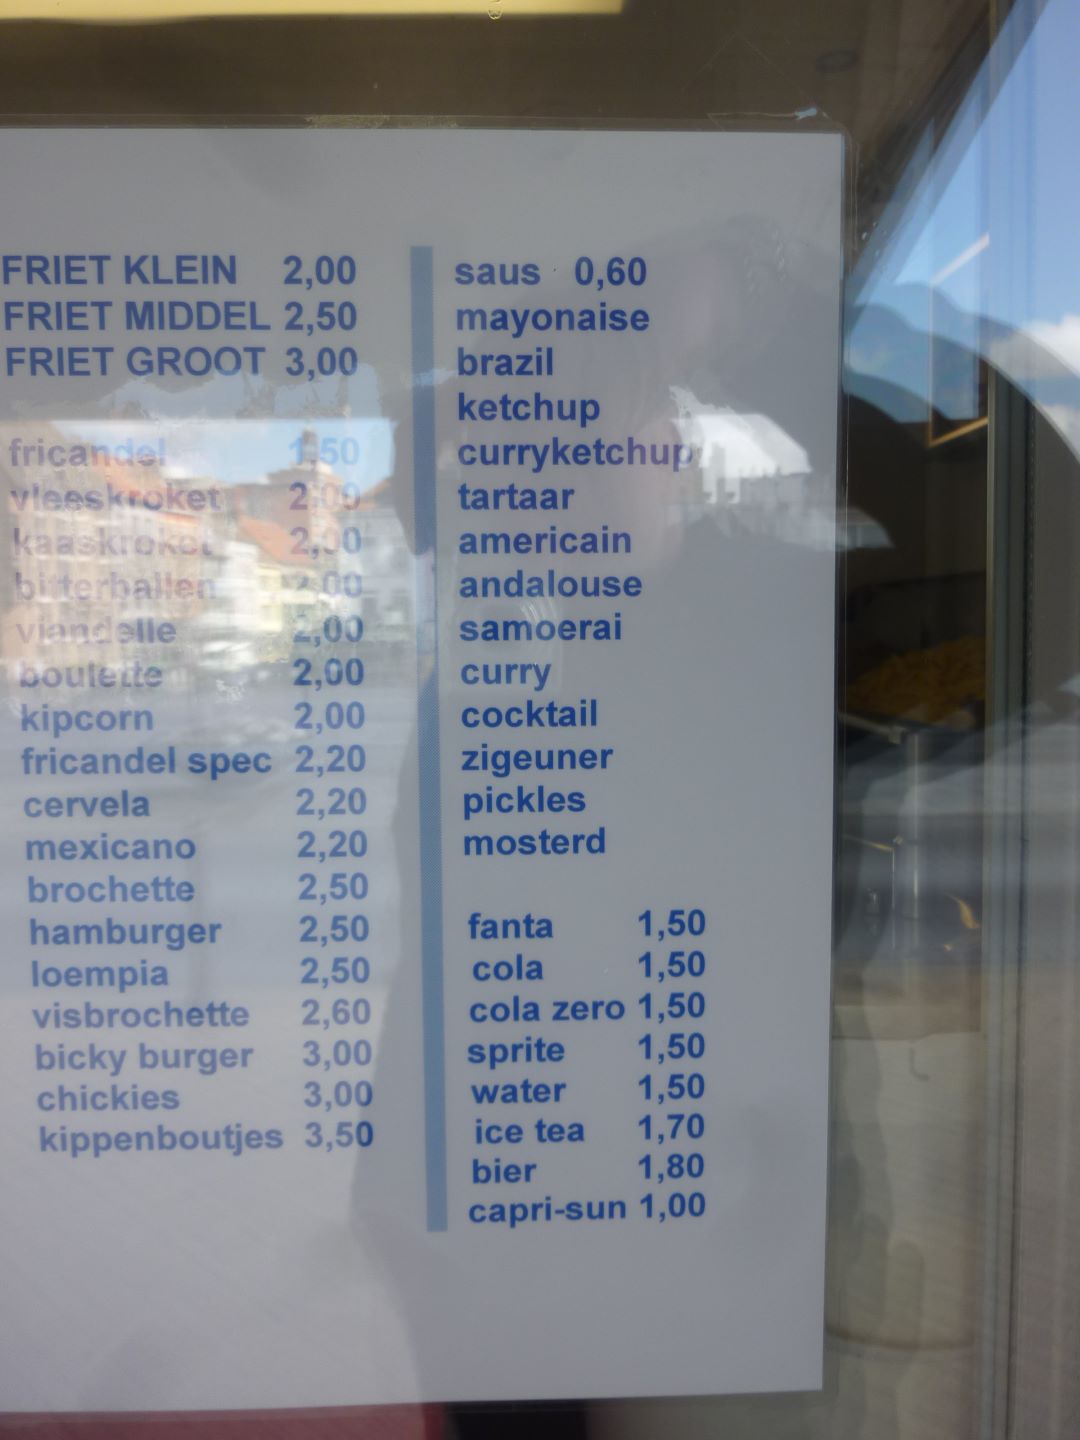 FRIET KLEIN 2,00
FRIET MIDDEL 2,50
FRIET GROOT 3,00
fricandel 1,50
vleeskroket 2,00
kaaskroket 2,00
bitterballen 2,00
viandelle 2,00
boulette 2,00
kipcorn 2,00
fricandel spec 2,20
cervela 2,20
mexicano 2,20
brochette 2,50
hamburger 2,50
loempia 2,50
visbrochette 2,60
bicky burger 3,00
chickies 3,00
kippenboutjes 3,50
saus 0,60
mayonaise
brazil
ketchup
curryketchup
tartaar
americain
andalouse
samoerai
curry
cocktail
zigeuner
pickles
mosterd
fanta 1,50
cola 1,50
cola zero 1,50
sprite 1,50
water 1,50
ice tea 1,70
bier 1,80
capri-sun 1,00